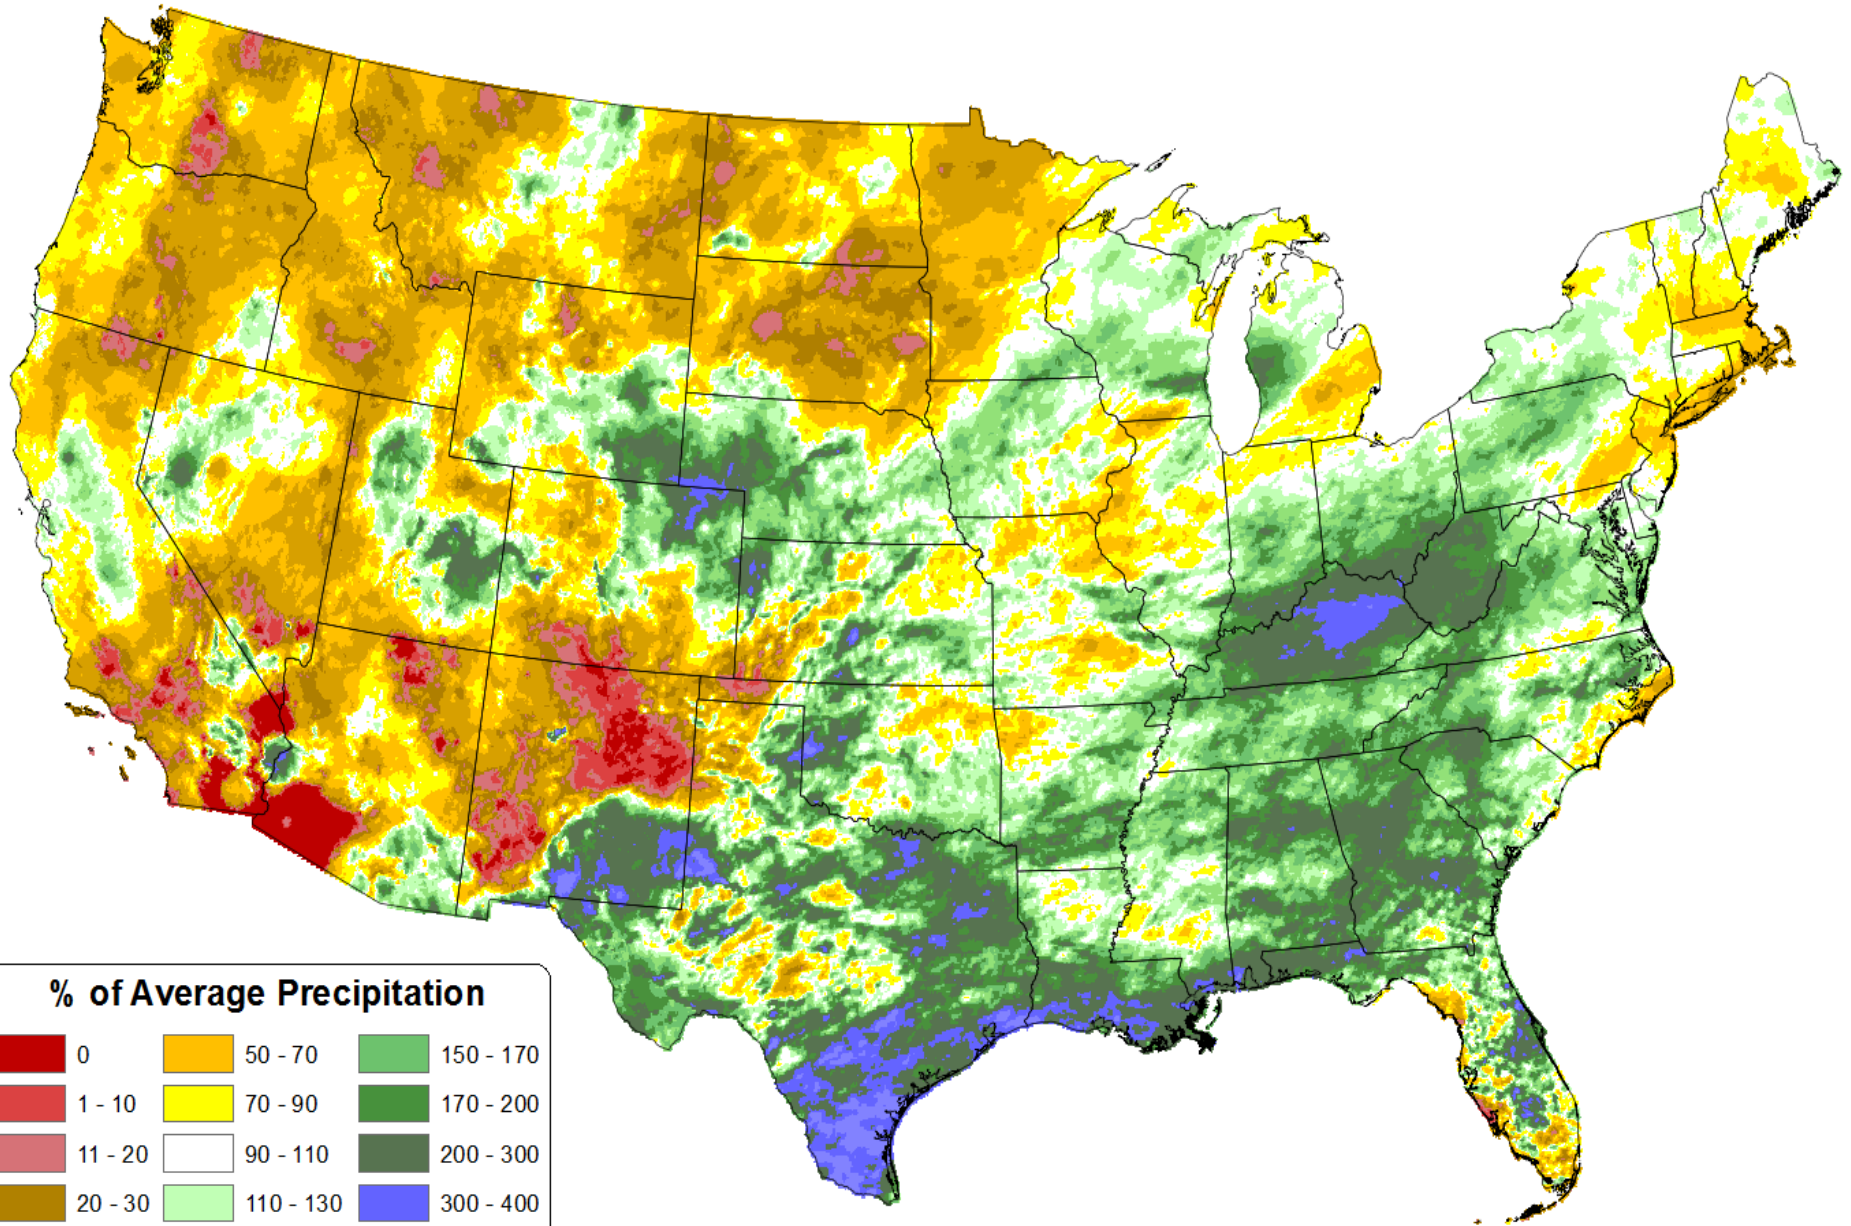 % of Average Precipitation
0 50 - 70 150 - 170
1 - 10 70 - 90 170 - 200
11 - 20 90 - 110 200 - 300
20 - 30 110 - 130 300 - 400